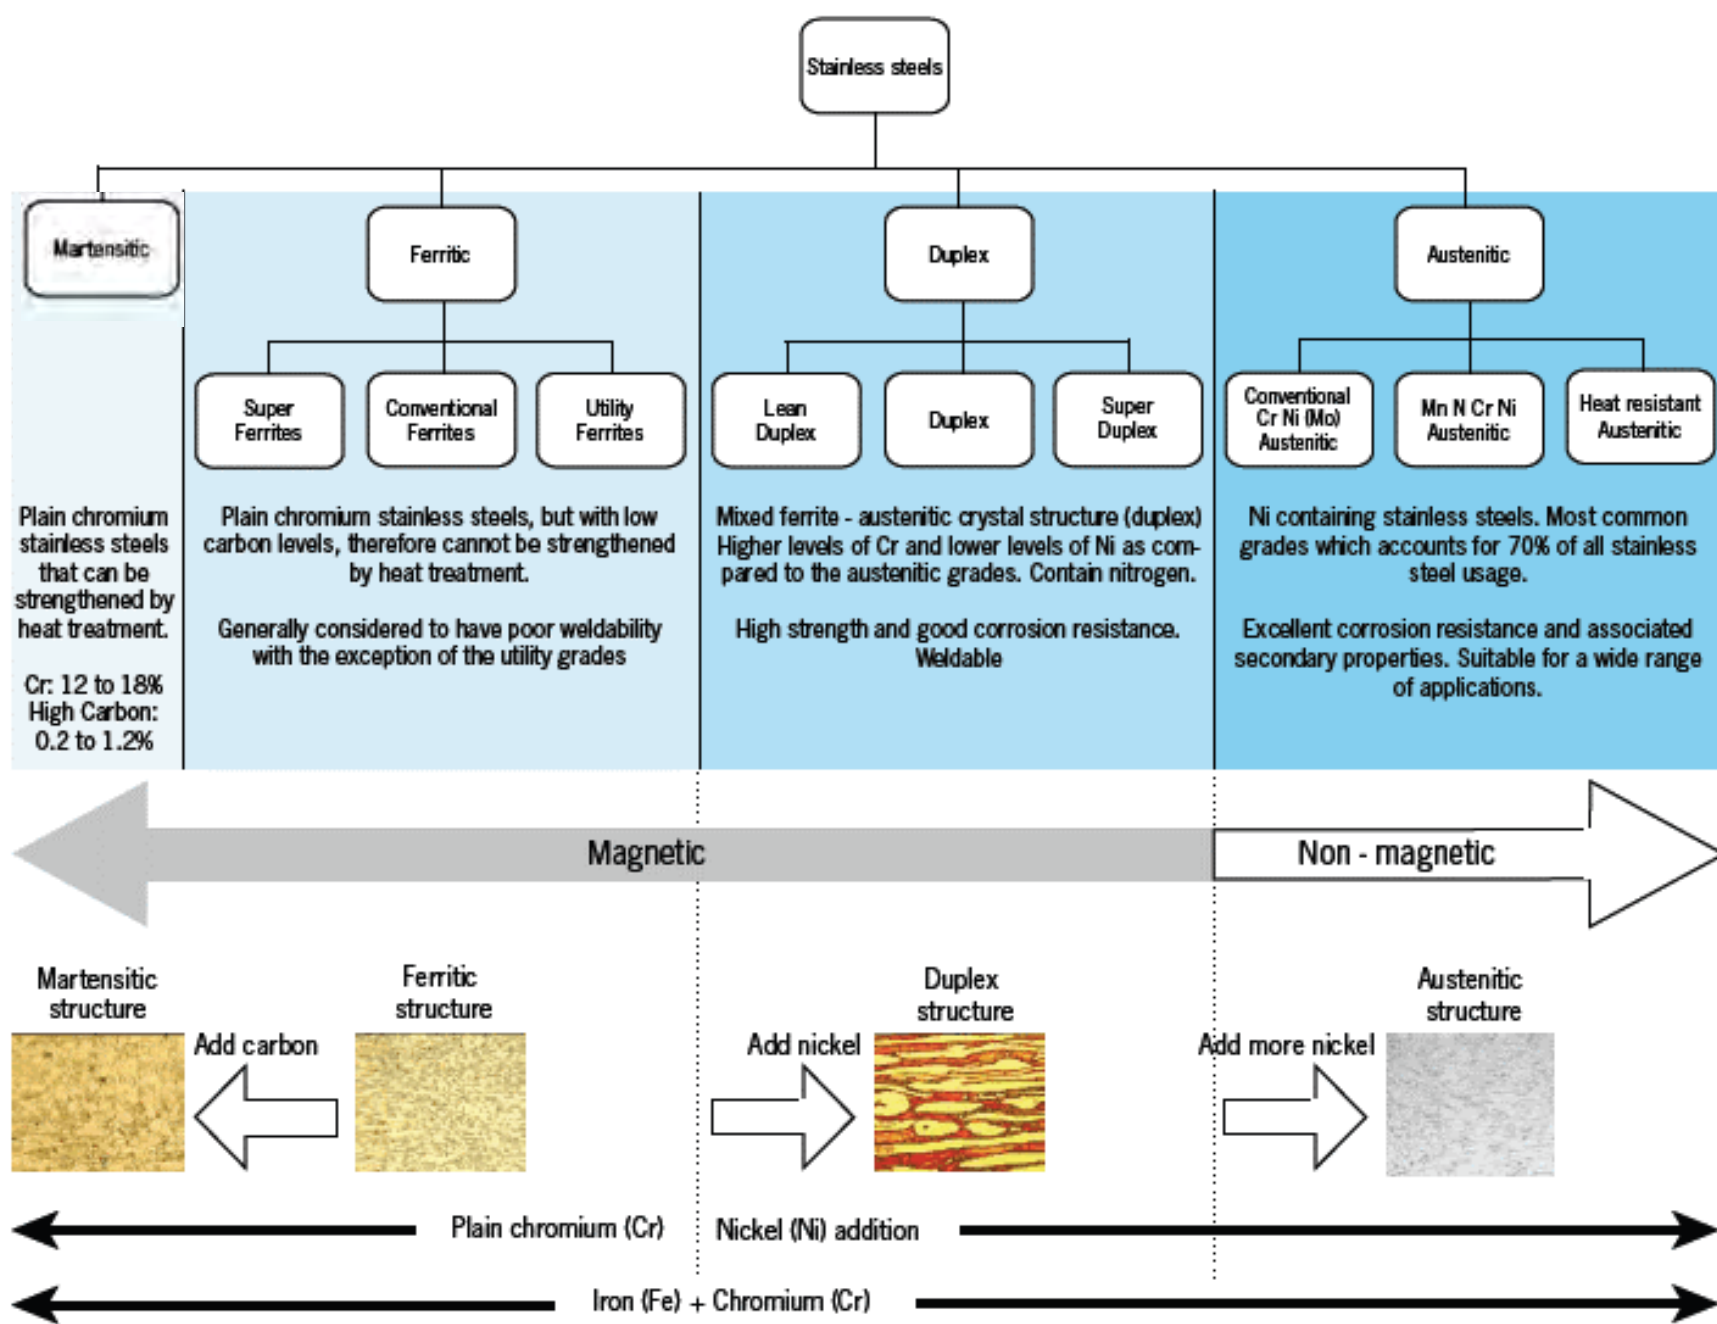 Stainless steels
Martensitic
Ferritic
Duplex
Austenitic
Super
Ferrites
Conventional
Ferrites
Utility
Ferrites
Lean
Duplex
Duplex
Super
Duplex
Conventional
Cr Ni (Mo)
Austenitic
Mn N Cr Ni
Austenitic
Heat resistant
Austenitic
Plain chromium
stainless steels
that can be
strengthened by
heat treatment.
Cr: 12 to 18%
High Carbon:
0.2 to 1.2%
Plain chromium stainless steels, but with low
carbon levels, therefore cannot be strengthened
by heat treatment.
Generally considered to have poor weldability
with the exception of the utility grades
Mixed ferrite - austenitic crystal structure (duplex)
Higher levels of Cr and lower levels of Ni as com-
pared to the austenitic grades. Contain nitrogen.
High strength and good corrosion resistance.
Weldable
Ni containing stainless steels. Most common
grades which accounts for 70% of all stainless
steel usage.
Excellent corrosion resistance and associated
secondary properties. Suitable for a wide range
of applications.
Magnetic
Non - magnetic
Martensitic
structure
Ferritic
structure
Duplex
structure
Austenitic
structure
Add carbon
Add nickel
Add more nickel
Plain chromium (Cr)
Nickel (Ni) addition
Iron (Fe) + Chromium (Cr)